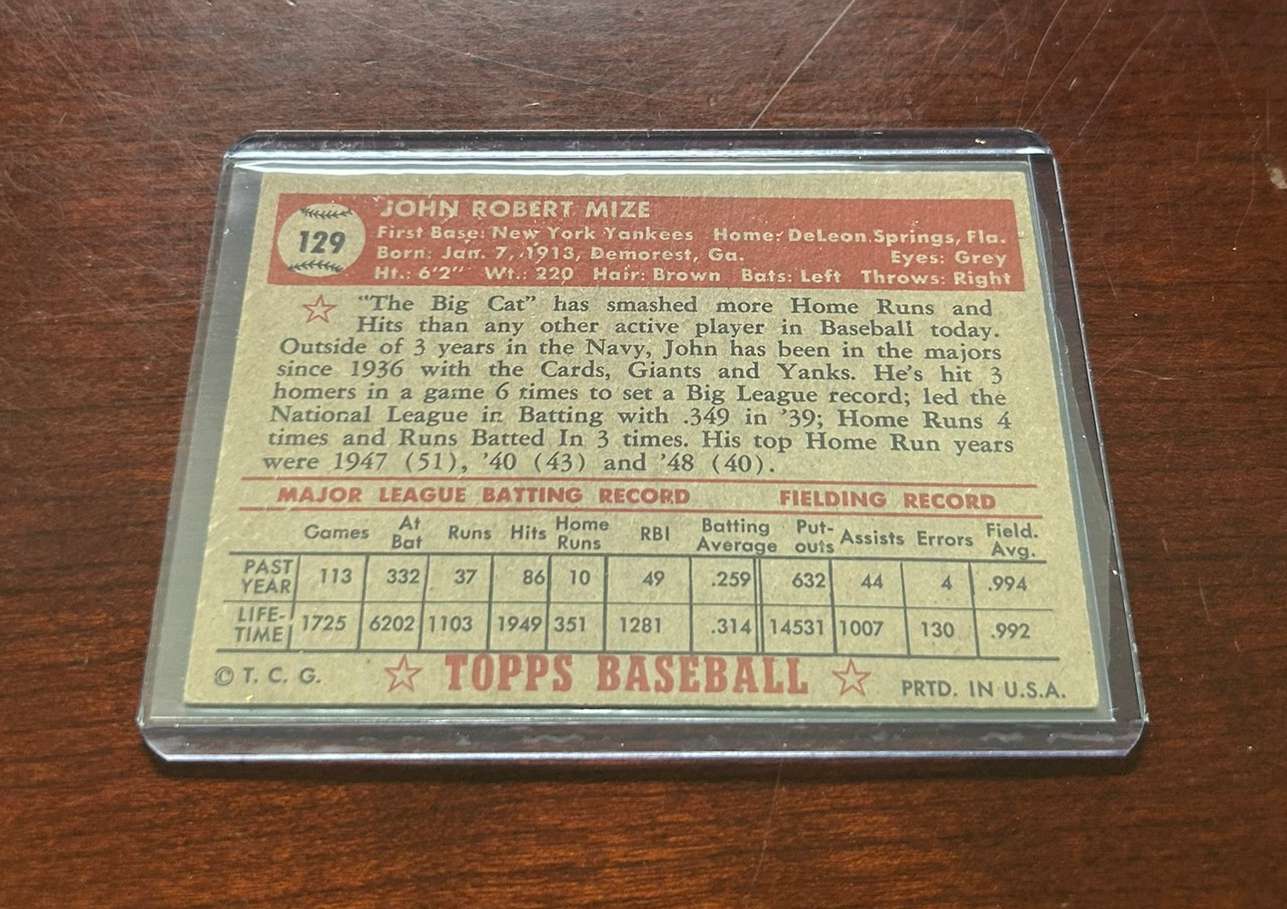 129
JOHN ROBERT MIZE
First Base: New York Yankees Home: DeLeon Springs, Fla.
Born: Jan. 7, 1913, Demorest, Ga. Eyes: Grey
Ht.: 6'2" Wt.: 220 Hair: Brown Bats: Left Throws: Right
"The Big Cat" has smashed more Home Runs and
Hits than any other active player in Baseball today.
Outside of 3 years in the Navy, John has been in the majors
since 1936 with the Cards, Giants and Yanks. He's hit 3
homers in a game 6 times to set a Big League record; led the
National League in Batting with .349 in '39; Home Runs 4
times and Runs Batted In 3 times. His top Home Run years
were 1947 (51), '40 (43) and '48 (40).
MAJOR LEAGUE BATTING RECORD FIELDING RECORD
Games At Bat Runs Hits Home Runs RBI Batting Average Put-outs Assists Errors Field. Avg.
PAST YEAR 113 332 37 86 10 49 .259 632 44 4 .994
LIFE-TIME 1725 6202 1103 1949 351 1281 .314 14531 1007 130 .992
© T. C. G. TOPPS BASEBALL PRTD. IN U.S.A.